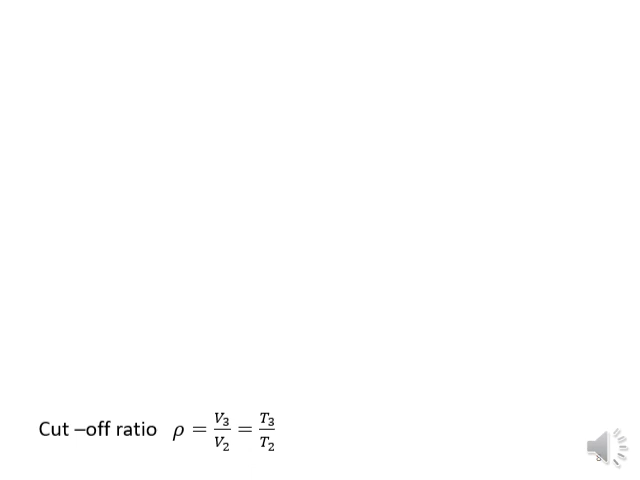 Cut –off ratio ρ = V₃/V₂ = T₃/T₂